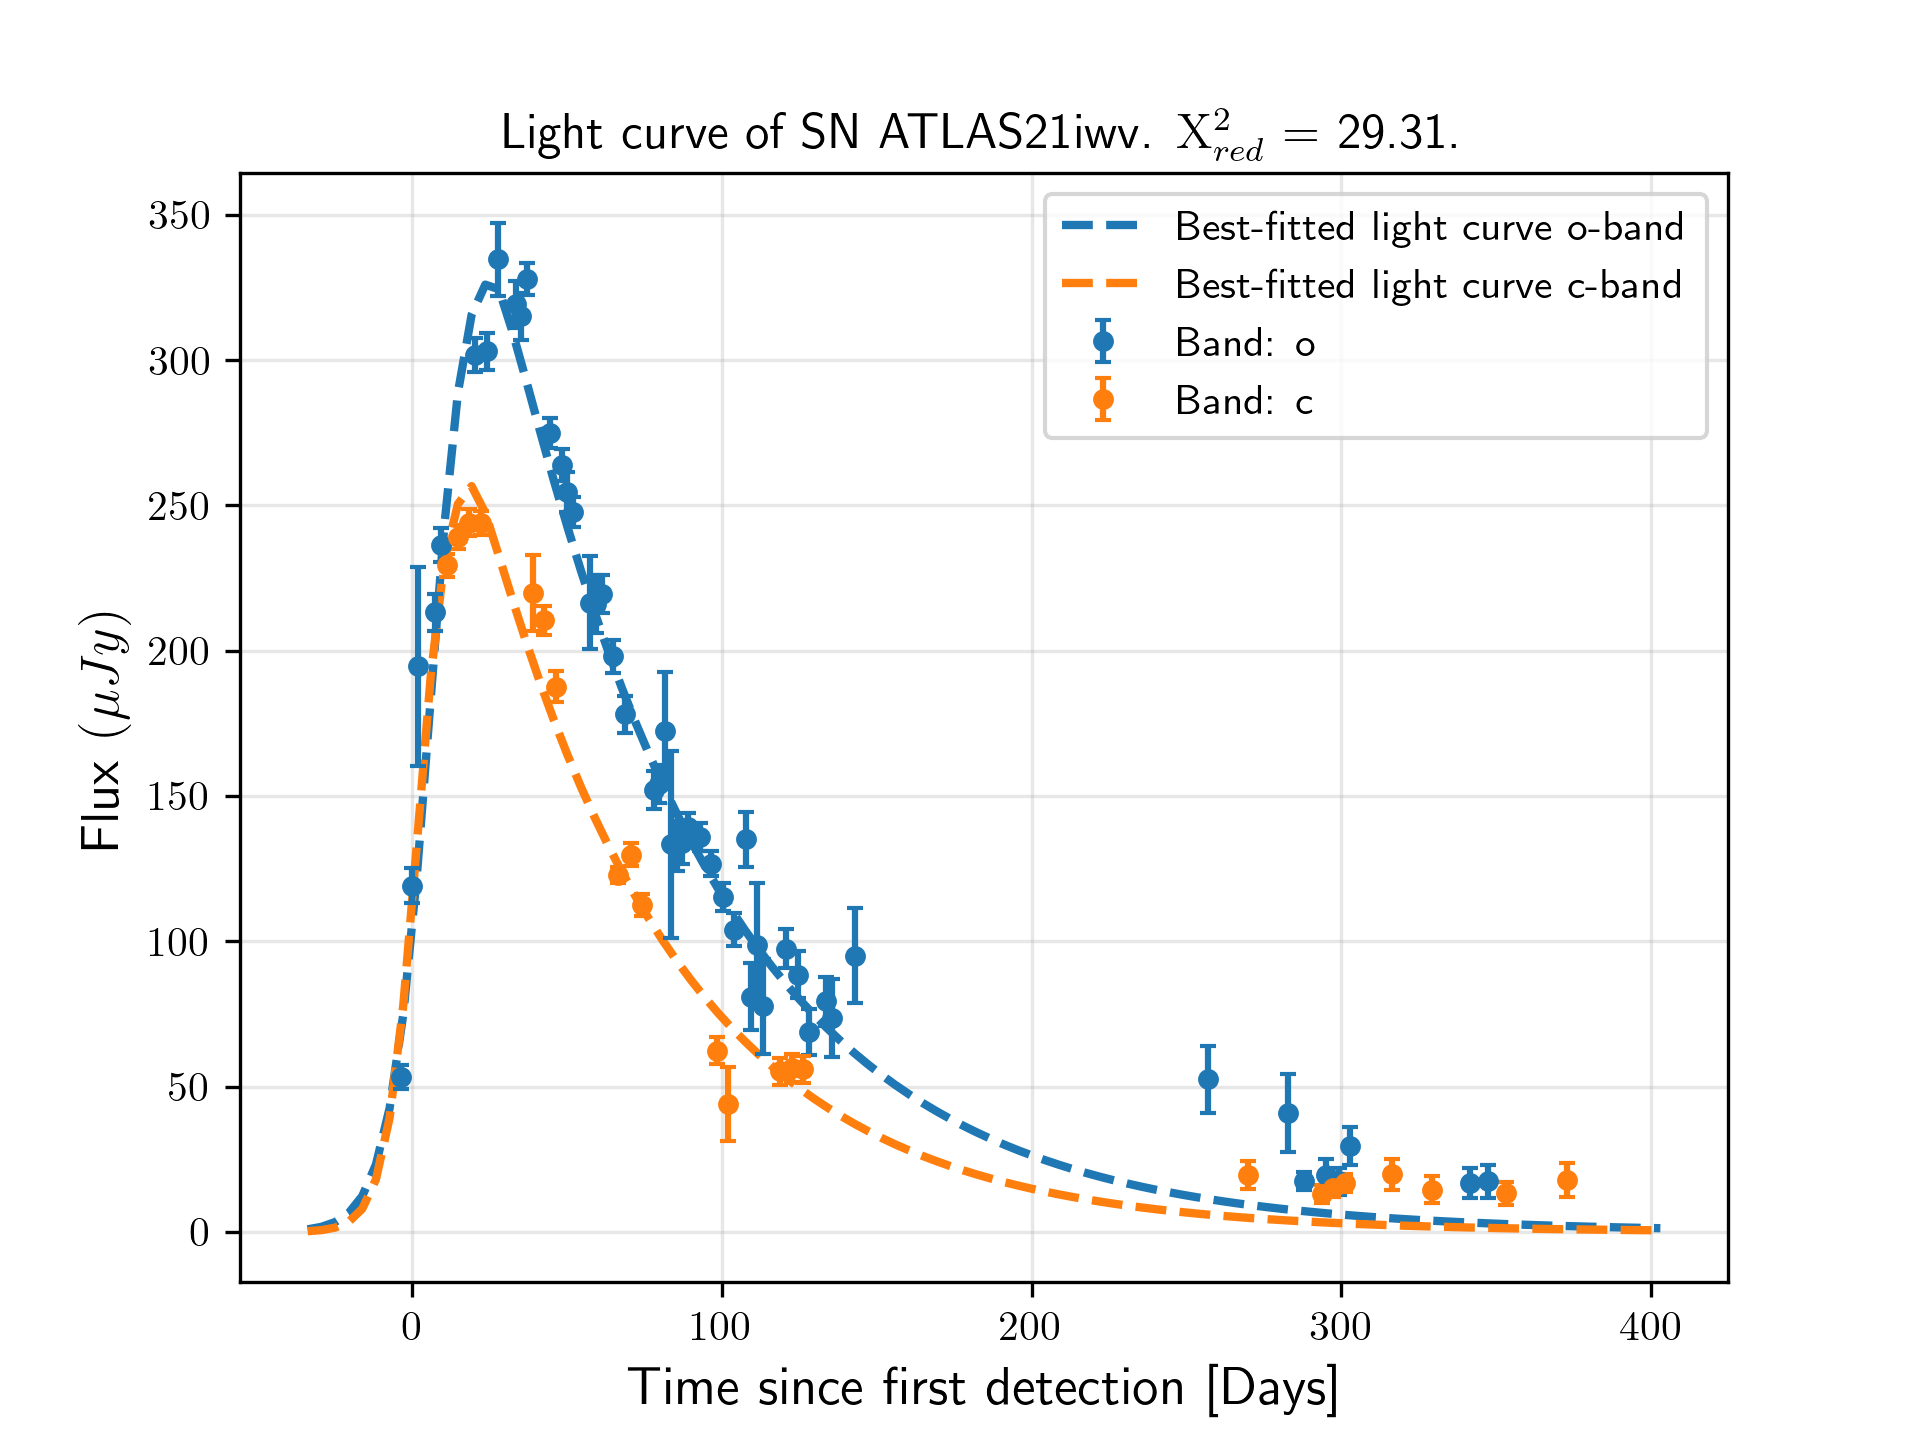 Light curve of SN ATLAS21iwv. X²_red = 29.31.
Best-fitted light curve o-band
Best-fitted light curve c-band
Band: o
Band: c
350
300
250
200
150
100
50
0
Flux (μJy)
0 100 200 300 400
Time since first detection [Days]